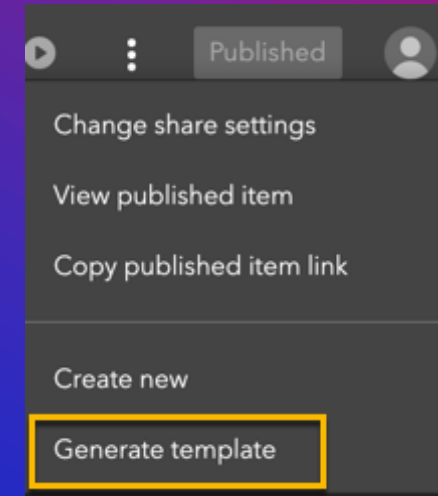 Published
Change share settings
View published item
Copy published item link
Create new
Generate template